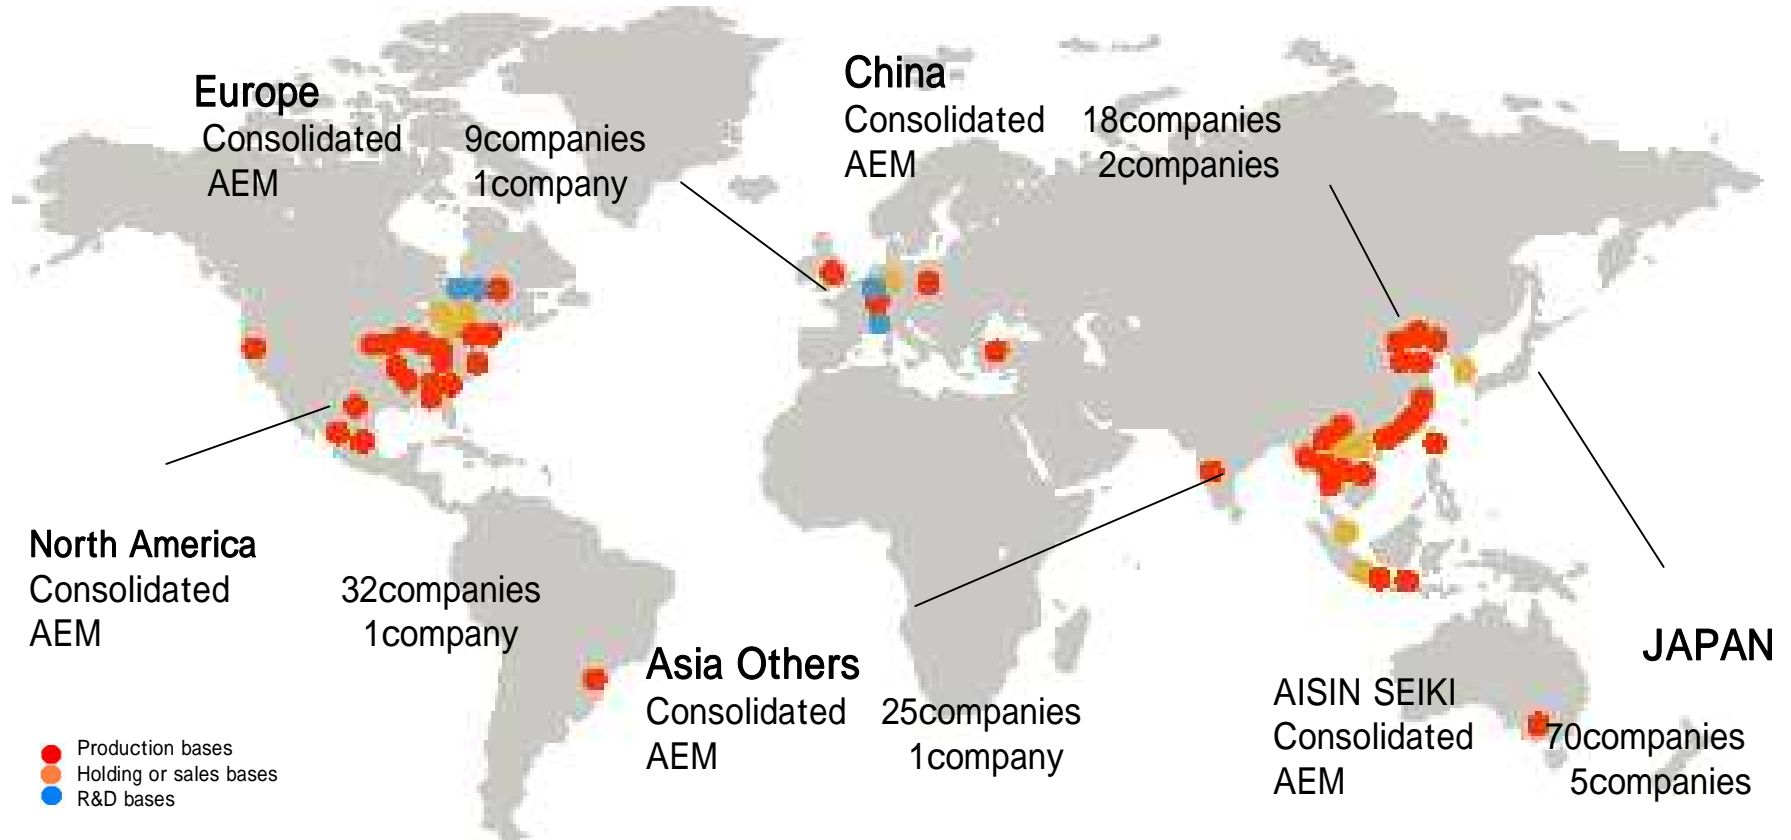 Europe
Consolidated 9companies
AEM 1company
China
Consolidated 18companies
AEM 2companies
North America
Consolidated 32companies
AEM 1company
Asia Others
Consolidated 25companies
AEM 1company
JAPAN
AISIN SEIKI
Consolidated 70companies
AEM 5companies
Production bases
Holding or sales bases
R&D bases